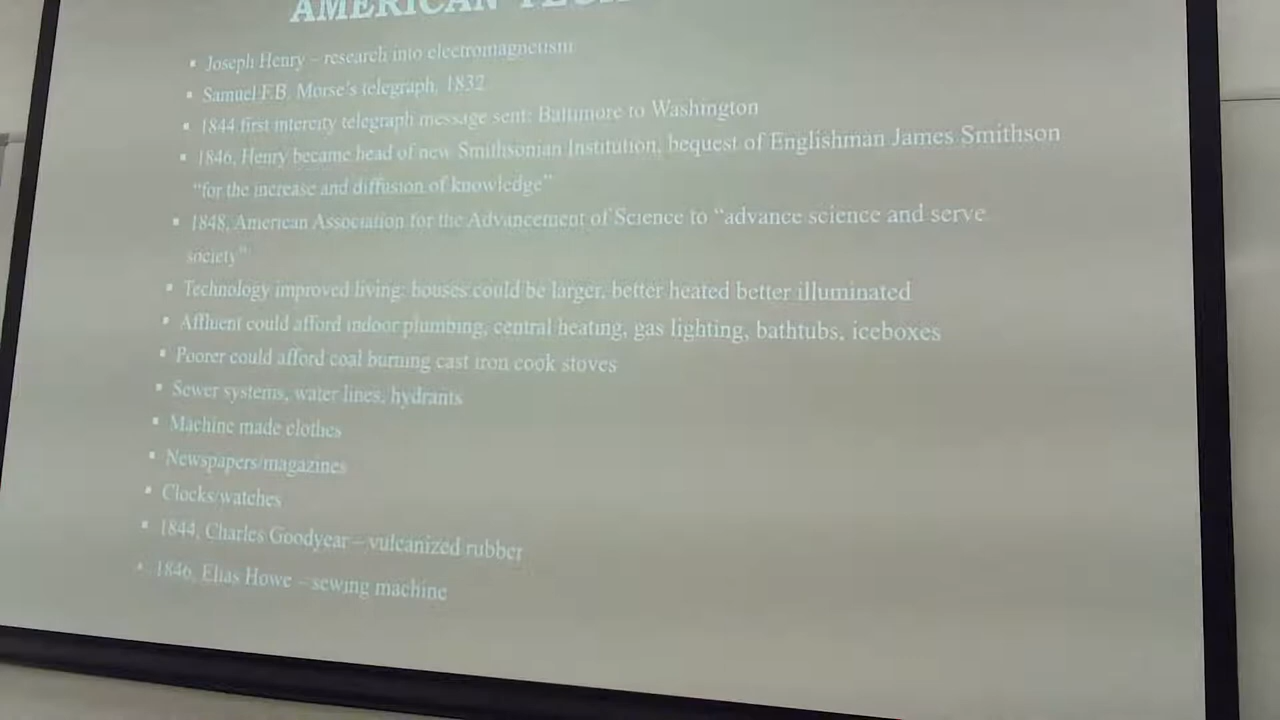 AMERICAN
▪ Joseph Henry – research into electromagnetism
▪ Samuel F.B. Morse's telegraph, 1832
▪ 1844 first intercity telegraph message sent: Baltimore to Washington
▪ 1846, Henry became head of new Smithsonian Institution, bequest of Englishman James Smithson
"for the increase and diffusion of knowledge"
▪ 1848, American Association for the Advancement of Science to "advance science and serve
society"
▪ Technology improved living: houses could be larger, better heated better illuminated
▪ Affluent could afford indoor plumbing, central heating, gas lighting, bathtubs, iceboxes
▪ Poorer could afford coal burning cast iron cook stoves
▪ Sewer systems, water lines, hydrants
▪ Machine made clothes
▪ Newspapers/magazines
▪ Clocks/watches
▪ 1844, Charles Goodyear – vulcanized rubber
▪ 1846, Elias Howe – sewing machine